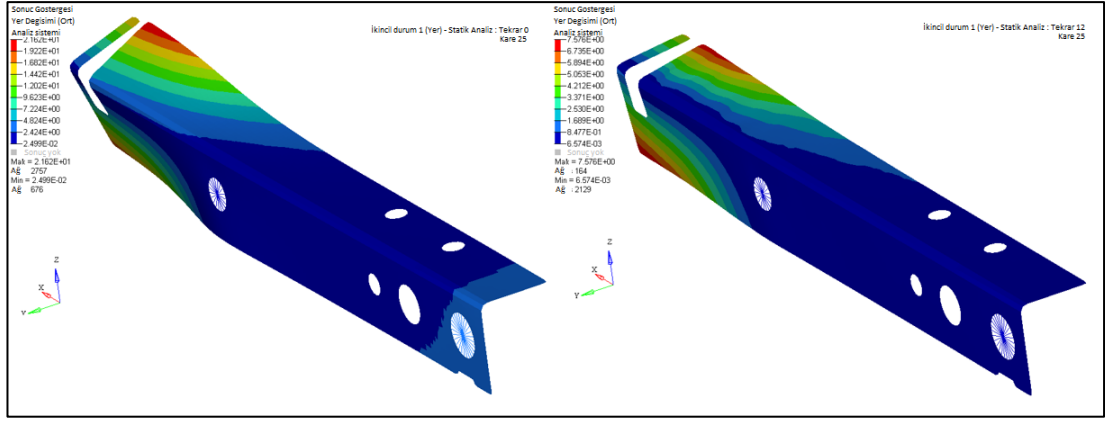 Sonuc Gostergesi
Yer Degisimi (Ort)
Analiz sistemi
2.162E+01
1.922E+01
1.682E+01
1.442E+01
1.202E+01
9.623E+00
7.224E+00
4.824E+00
2.424E+00
2.499E-02
Sonuç yok
Mak = 2.162E+01
Ağ 2757
Min = 2.499E-02
Ağ 676
İkincil durum 1 (Yer) - Statik Analiz : Tekrar 0
Kare 25
Z
X
Y
Sonuc Gostergesi
Yer Degisimi (Ort)
Analiz sistemi
7.576E+00
6.735E+00
5.894E+00
5.053E+00
4.212E+00
3.371E+00
2.530E+00
1.689E+00
8.477E-01
6.574E-03
Sonuç yok
Mak = 7.576E+00
Ağ : 164
Min = 6.574E-03
Ağ : 2129
İkincil durum 1 (Yer) - Statik Analiz : Tekrar 12
Kare 25
Z
X
Y